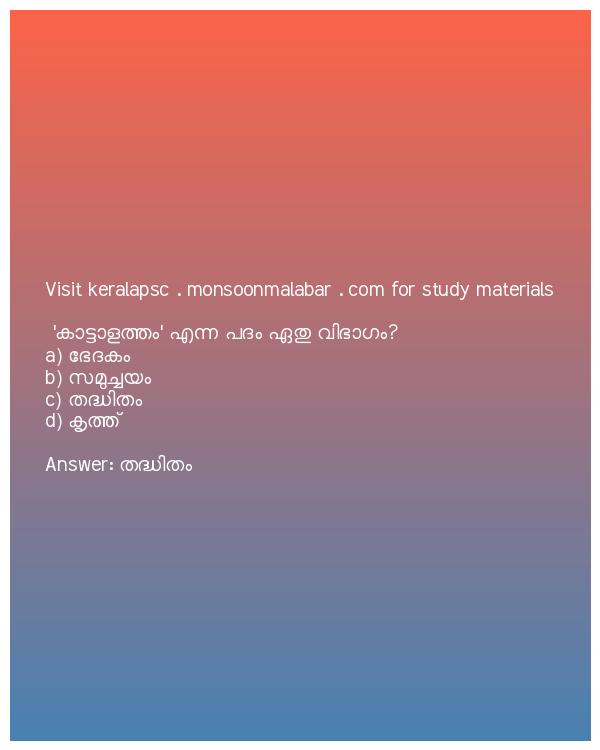 Visit keralapsc . monsoonmalabar . com for study materials
'കാട്ടാളത്തം' എന്ന പദം ഏതു വിഭാഗം?
a) ഭേദകം
b) സമുച്ചയം
c) തദ്ധിതം
d) കൃത്ത്
Answer: തദ്ധിതം